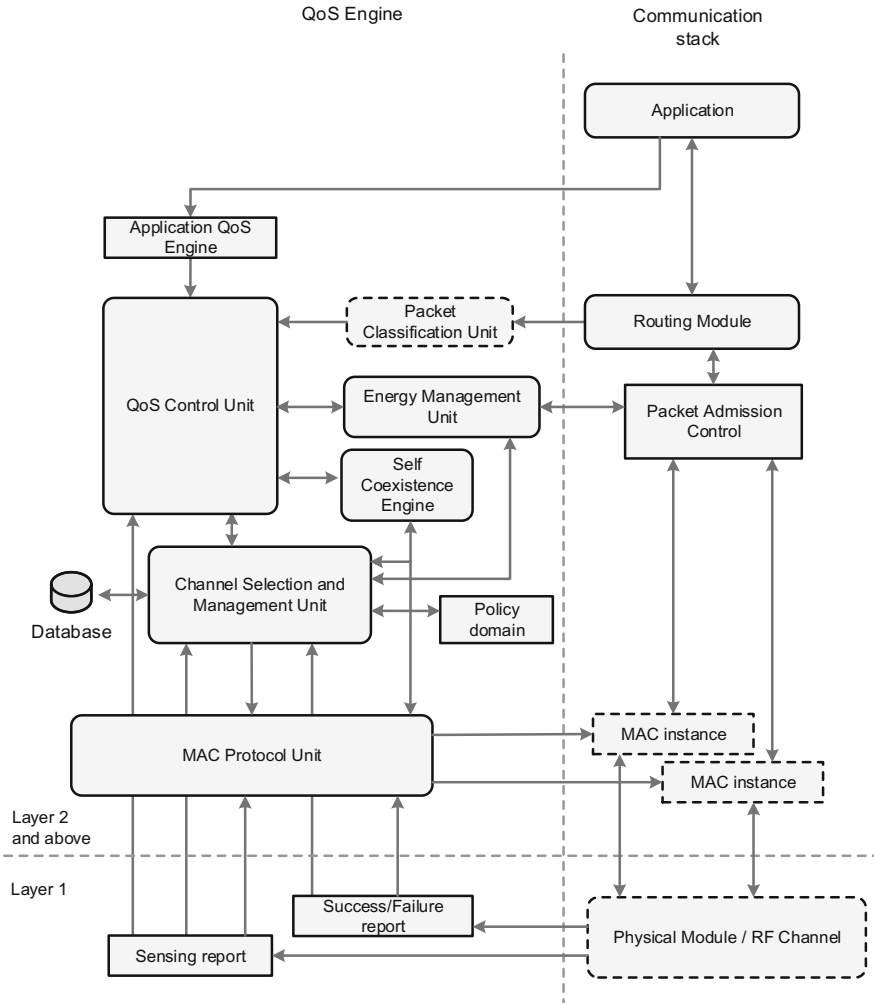 QoS Engine
Communication
stack
Application
Application QoS
Engine
Packet
Classification Unit
Routing Module
QoS Control Unit
Energy Management
Unit
Packet Admission
Control
Self
Coexistence
Engine
Channel Selection and
Management Unit
Database
Policy
domain
MAC Protocol Unit
MAC instance
MAC instance
Layer 2
and above
Layer 1
Success/Failure
report
Physical Module / RF Channel
Sensing report